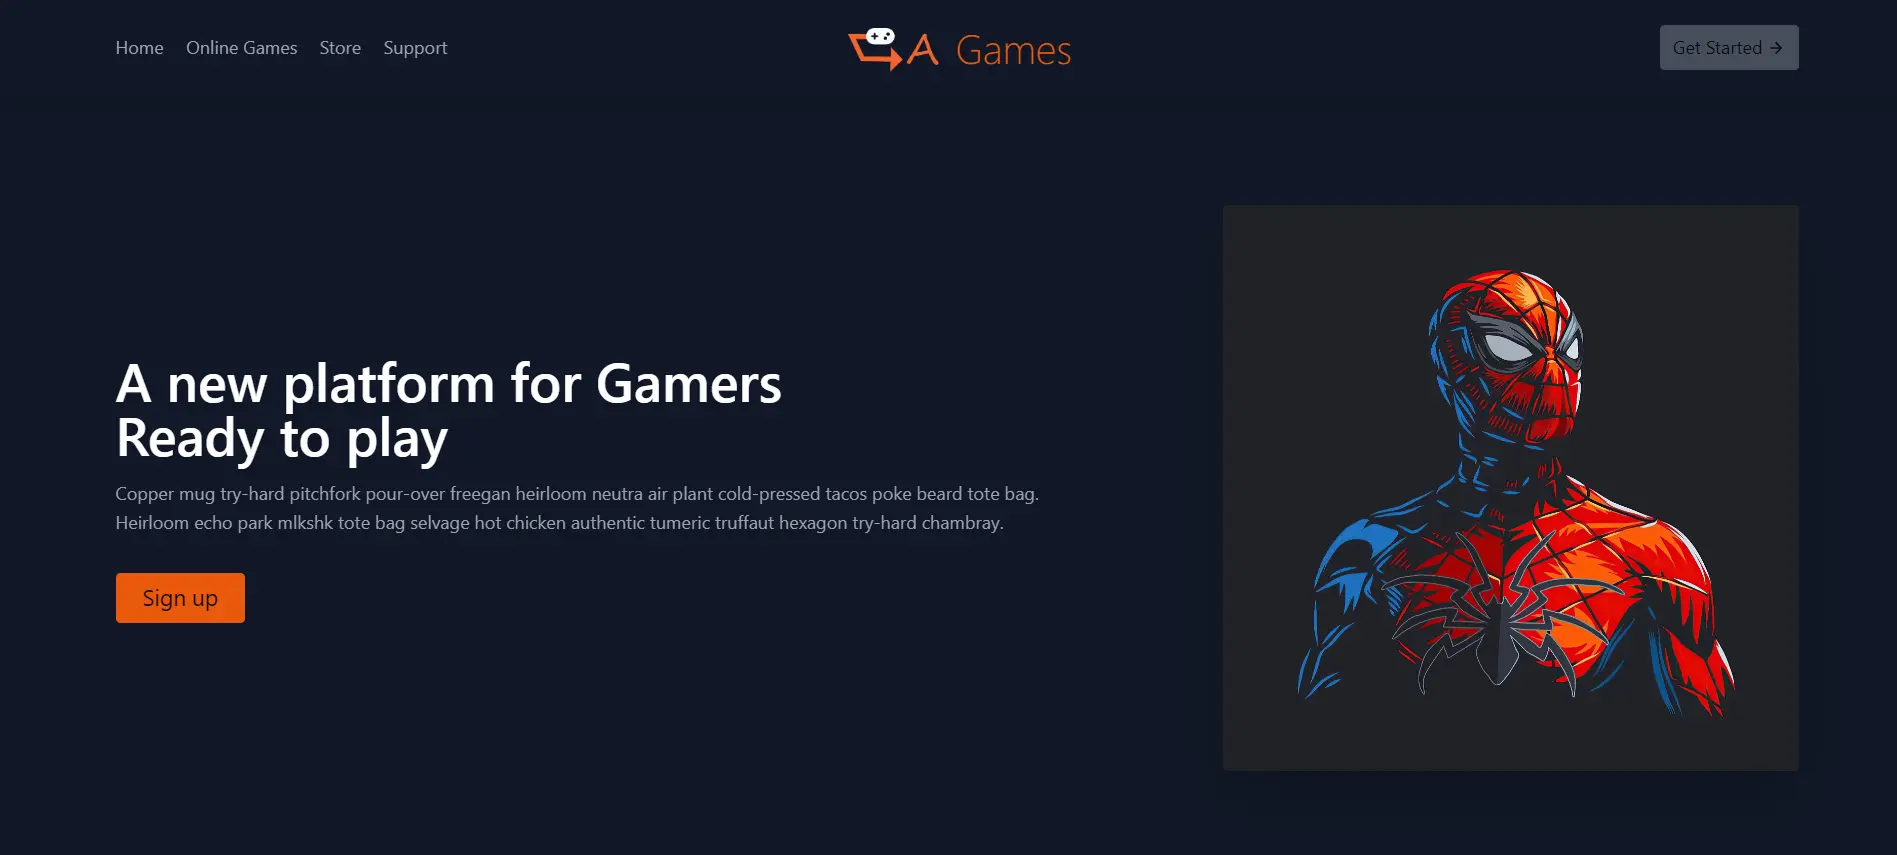 Home Online Games Store Support
A Games
Get Started →
A new platform for Gamers
Ready to play
Copper mug try-hard pitchfork pour-over freegan heirloom neutra air plant cold-pressed tacos poke beard tote bag.
Heirloom echo park mlkshk tote bag selvage hot chicken authentic tumeric truffaut hexagon try-hard chambray.
Sign up